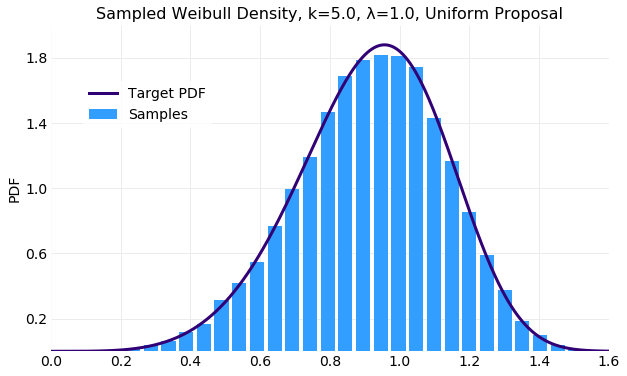 Sampled Weibull Density, k=5.0, λ=1.0, Uniform Proposal
1.8
1.4
1.0
0.6
0.2
PDF
Target PDF
Samples
0.0 0.2 0.4 0.6 0.8 1.0 1.2 1.4 1.6